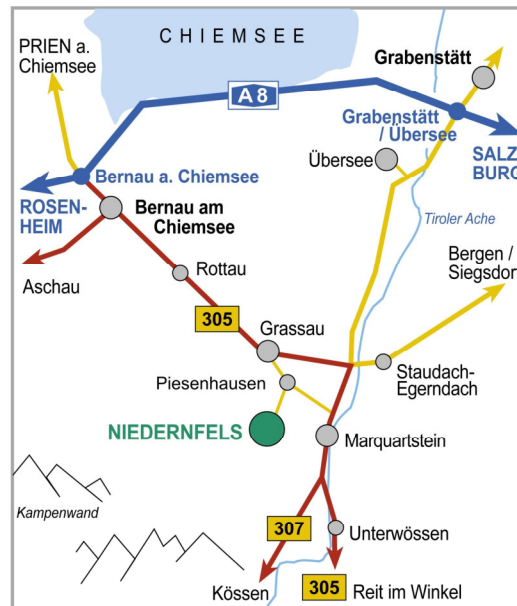 CHIEMSEE
PRIEN a.
Chiemsee
Grabenstätt
A 8
Grabenstätt
/ Übersee
SALZ
BURG
Übersee
Bernau a. Chiemsee
ROSEN-
HEIM
Bernau am
Chiemsee
Tiroler Ache
Bergen /
Siegsdorf
Aschau
Rottau
305
Grassau
Piesenhausen
Staudach-
Egerndach
NIEDERNFELS
Marquartstein
Kampenwand
307
Unterwössen
Kössen
305
Reit im Winkel